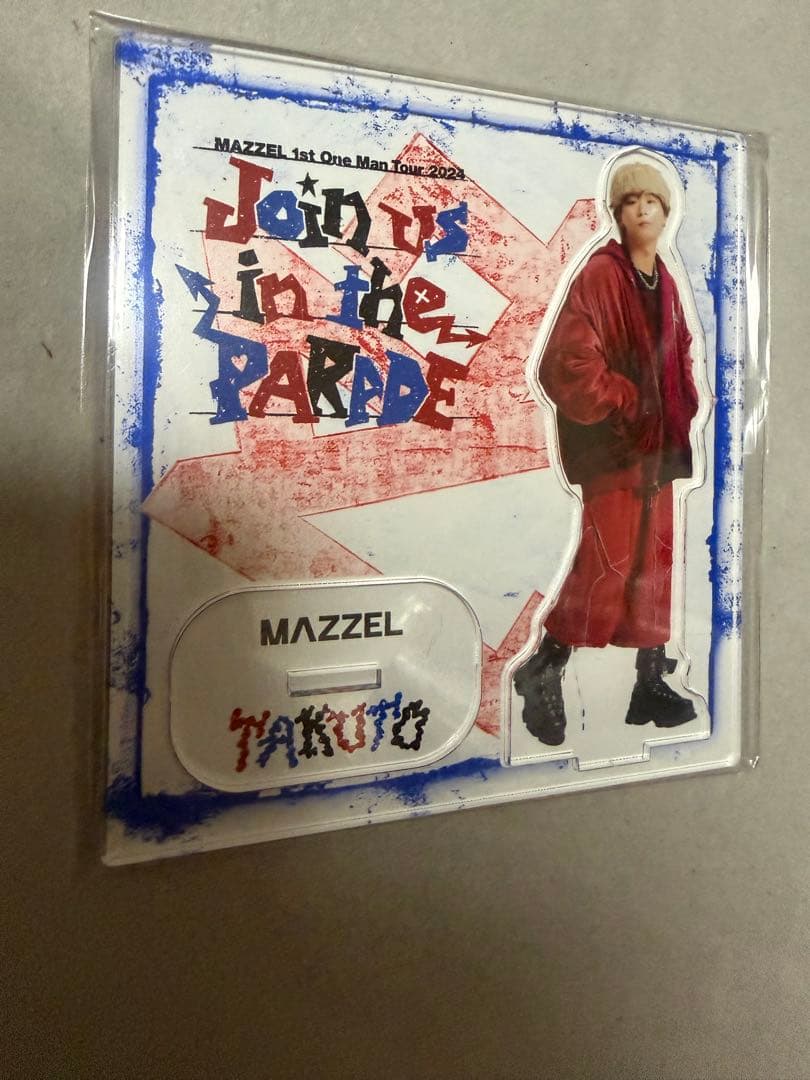 MAZZEL 1st One Man Tour 2024
Join us
in the
PARADE
MAZZEL
TAKUTO